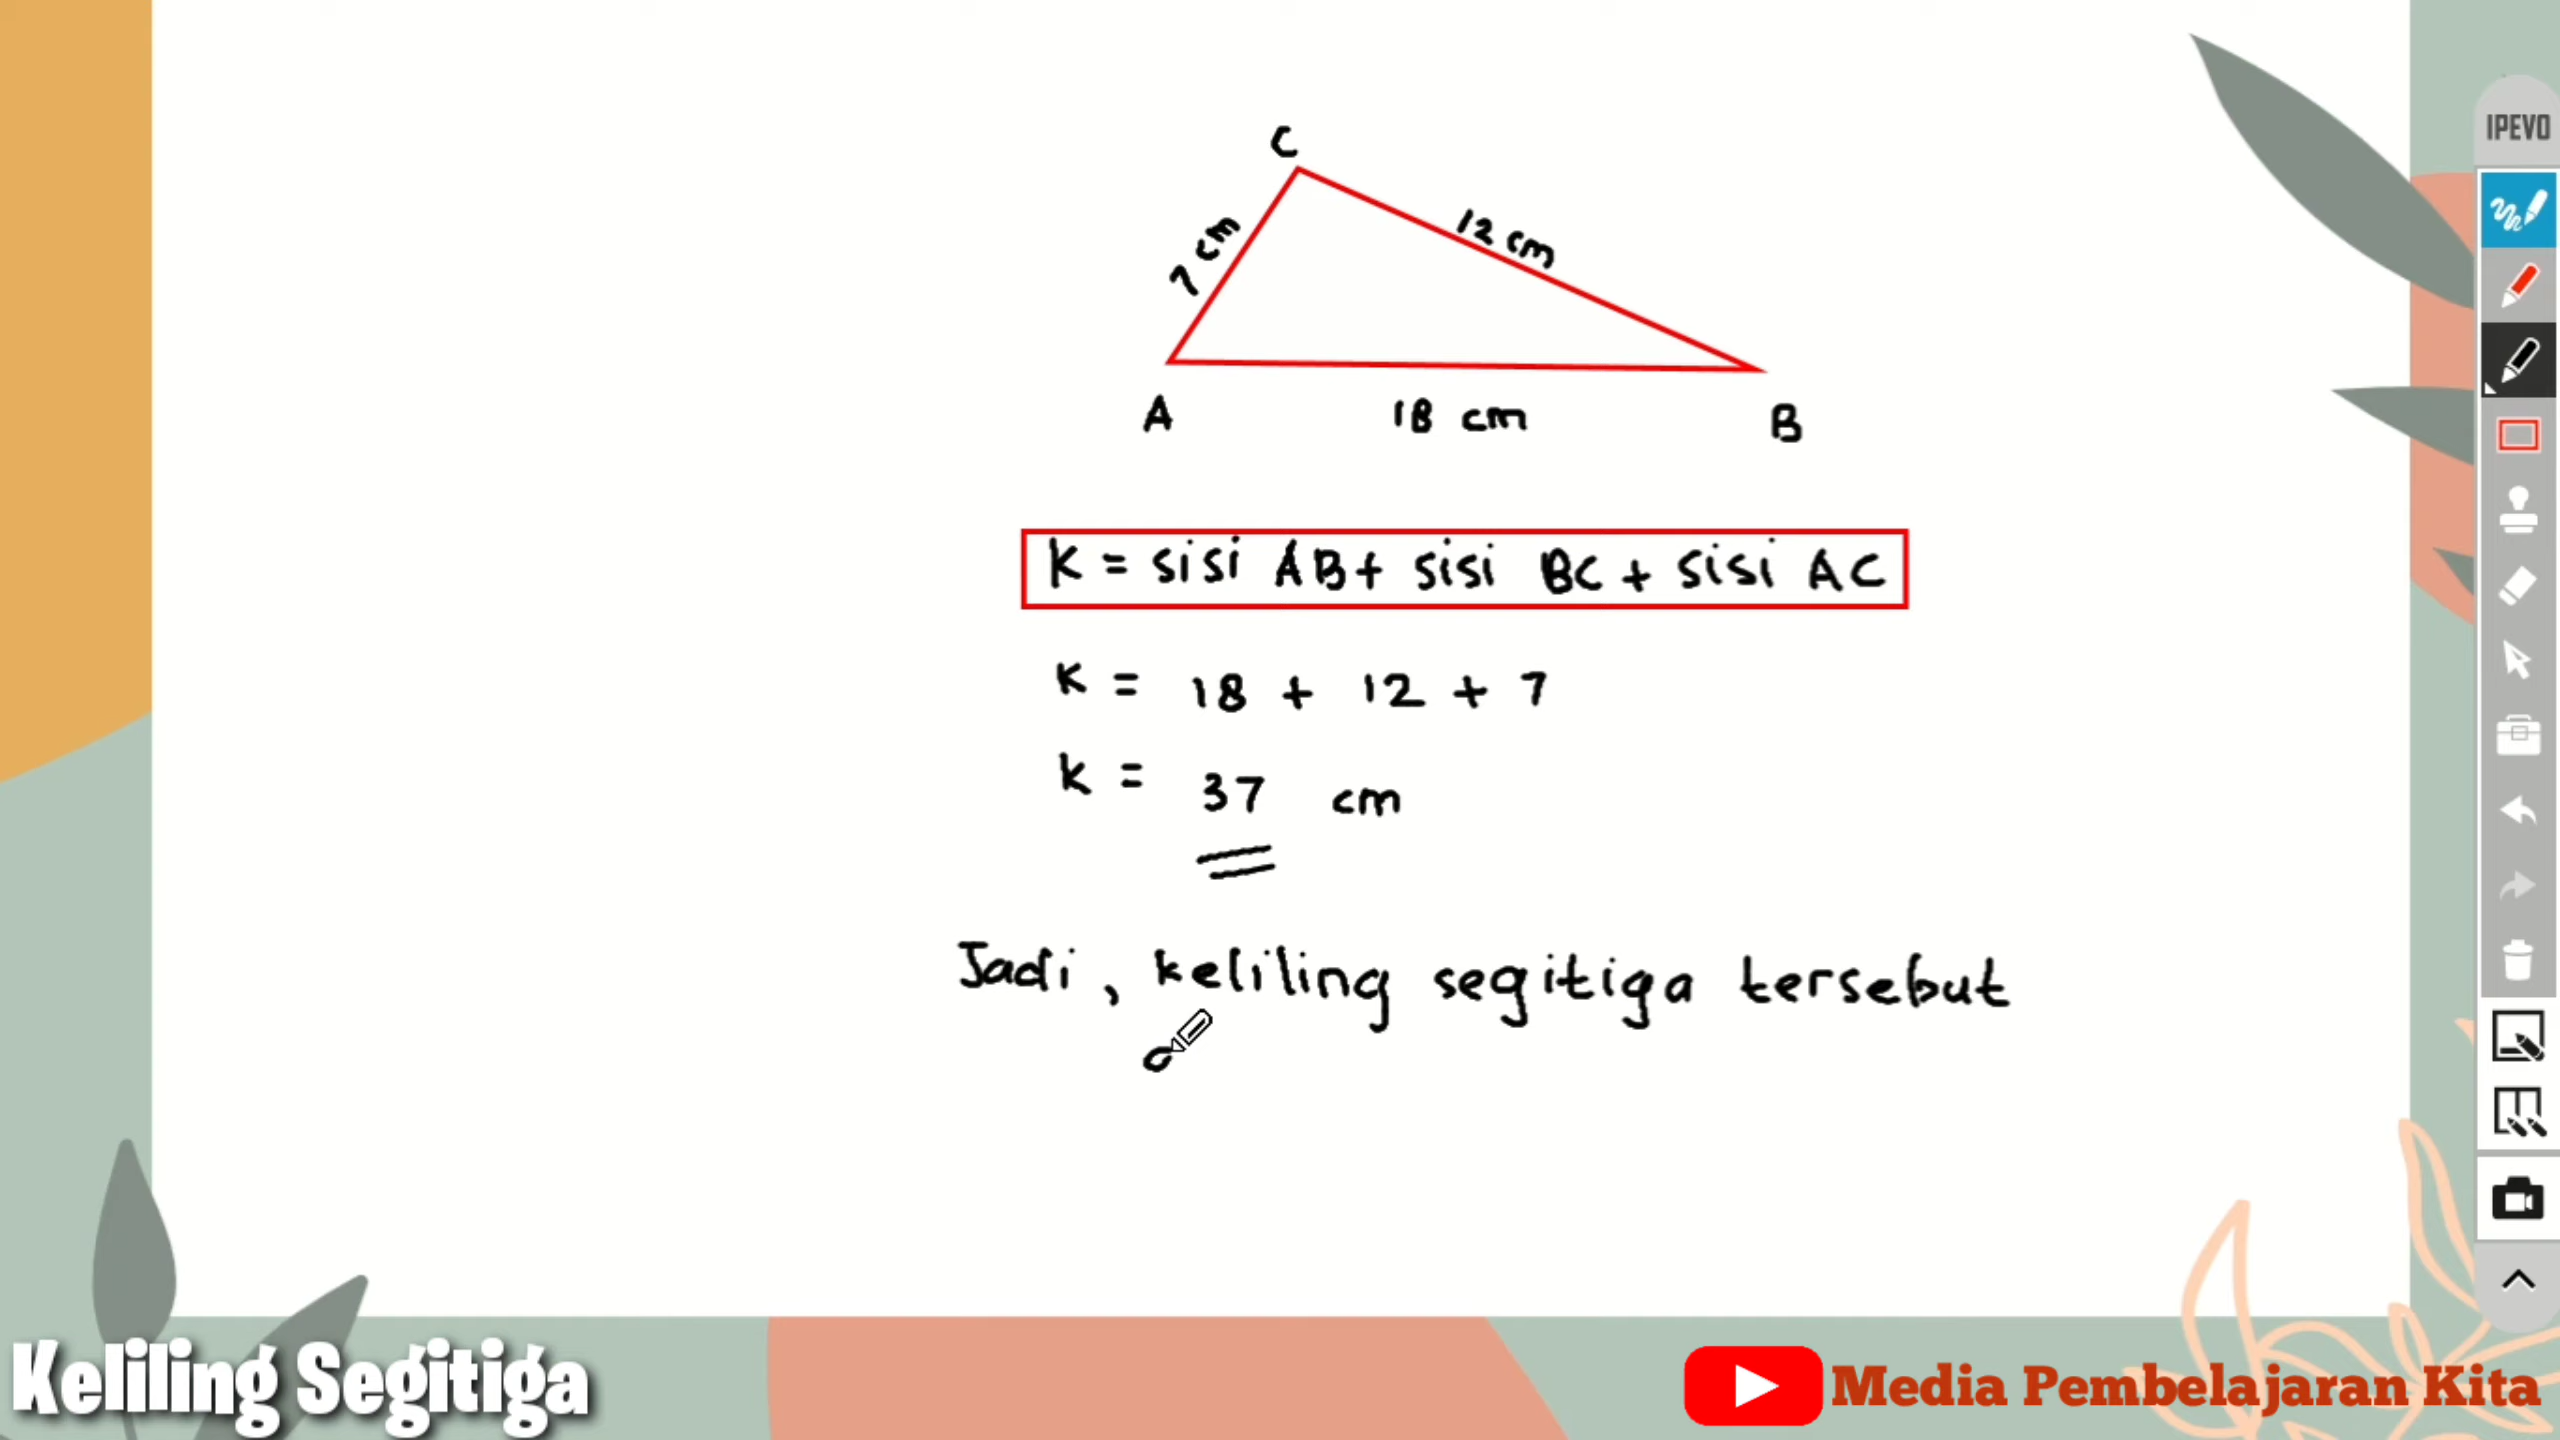 IPEVO
C
7 cm
12 cm
A
18 cm
B
K = sisi AB + sisi BC + sisi AC
K = 18 + 12 + 7
K = 37 cm
Jadi, keliling segitiga tersebut
a
Keliling Segitiga
Media Pembelajaran Kita